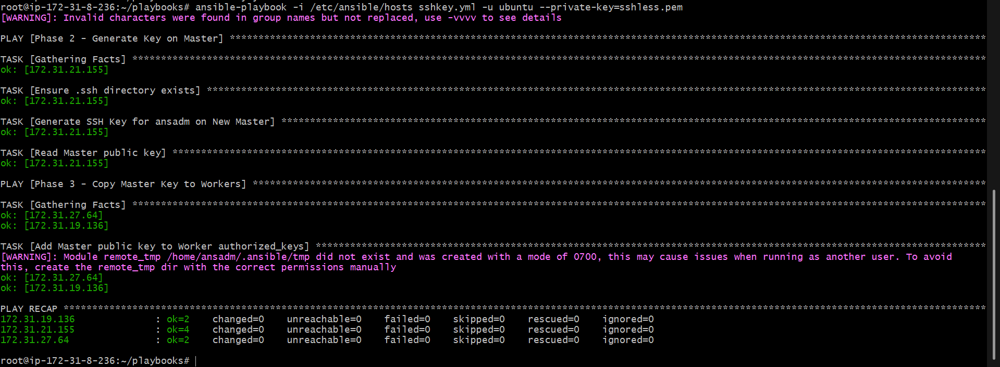 root@ip-172-31-8-236:~/playbooks# ansible-playbook -i /etc/ansible/hosts sshkey.yml -u ubuntu --private-key=sshless.pem
[WARNING]: Invalid characters were found in group names but not replaced, use -vvvv to see details
PLAY [Phase 2 - Generate Key on Master] ************************************************************************************************************************************
TASK [Gathering Facts] *****************************************************************************************************************************************************
ok: [172.31.21.155]
TASK [Ensure .ssh directory exists] ****************************************************************************************************************************************
ok: [172.31.21.155]
TASK [Generate SSH Key for ansadm on New Master] ***************************************************************************************************************************
ok: [172.31.21.155]
TASK [Read Master public key] **********************************************************************************************************************************************
ok: [172.31.21.155]
PLAY [Phase 3 - Copy Master Key to Workers] ********************************************************************************************************************************
TASK [Gathering Facts] *****************************************************************************************************************************************************
ok: [172.31.27.64]
ok: [172.31.19.136]
TASK [Add Master public key to Worker authorized_keys] *********************************************************************************************************************
[WARNING]: Module remote_tmp /home/ansadm/.ansible/tmp did not exist and was created with a mode of 0700, this may cause issues when running as another user. To avoid
this, create the remote_tmp dir with the correct permissions manually
ok: [172.31.27.64]
ok: [172.31.19.136]
PLAY RECAP *****************************************************************************************************************************************************************
172.31.19.136              : ok=2    changed=0    unreachable=0    failed=0    skipped=0    rescued=0    ignored=0
172.31.21.155              : ok=4    changed=0    unreachable=0    failed=0    skipped=0    rescued=0    ignored=0
172.31.27.64               : ok=2    changed=0    unreachable=0    failed=0    skipped=0    rescued=0    ignored=0
root@ip-172-31-8-236:~/playbooks#